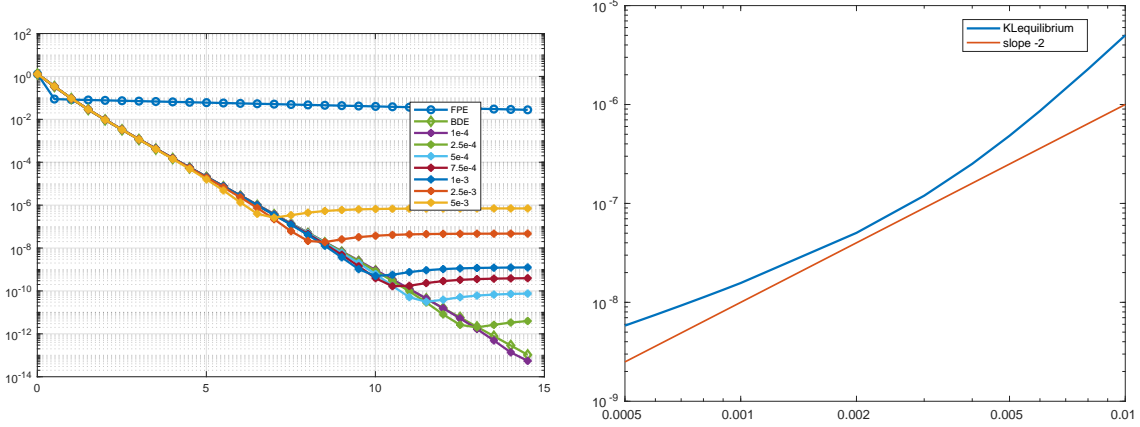 10^2
10^0
10^-2
10^-4
10^-6
10^-8
10^-10
10^-12
10^-14
0 5 10 15
FPE
BDE
1e-4
2.5e-4
5e-4
7.5e-4
1e-3
2.5e-3
5e-3
10^-5
10^-6
10^-7
10^-8
10^-9
0.0005 0.001 0.002 0.005 0.01
KLequilibrium
slope -2